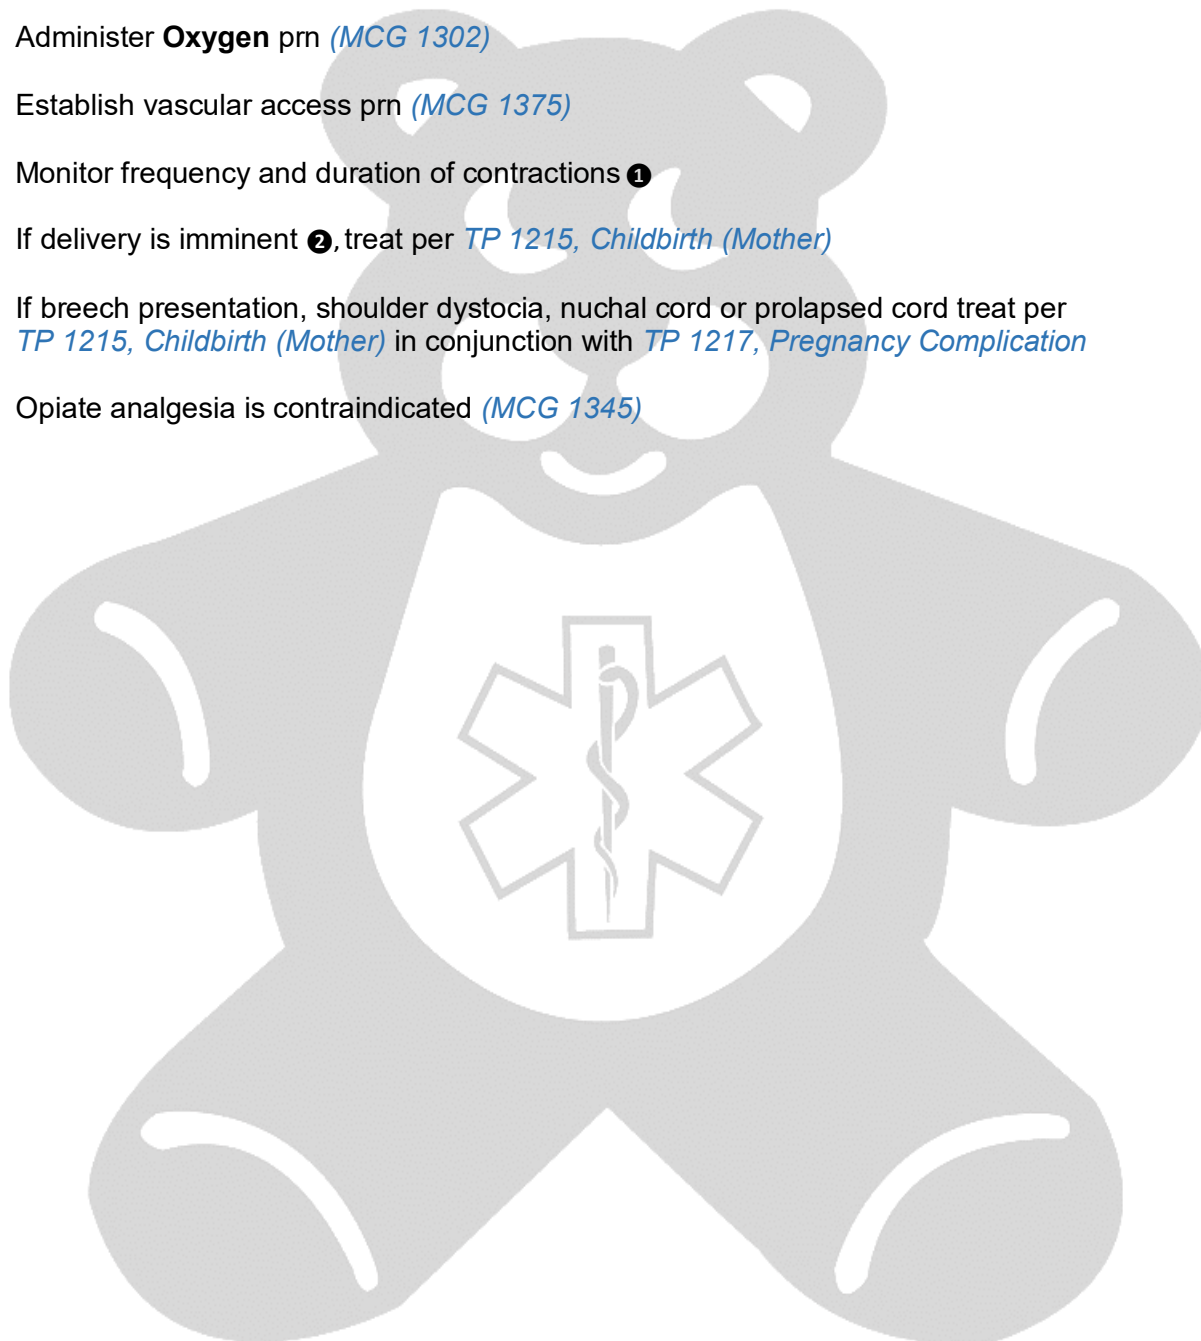 Administer Oxygen prn (MCG 1302)
Establish vascular access prn (MCG 1375)
Monitor frequency and duration of contractions ❶
If delivery is imminent ❷, treat per TP 1215, Childbirth (Mother)
If breech presentation, shoulder dystocia, nuchal cord or prolapsed cord treat per
TP 1215, Childbirth (Mother) in conjunction with TP 1217, Pregnancy Complication
Opiate analgesia is contraindicated (MCG 1345)